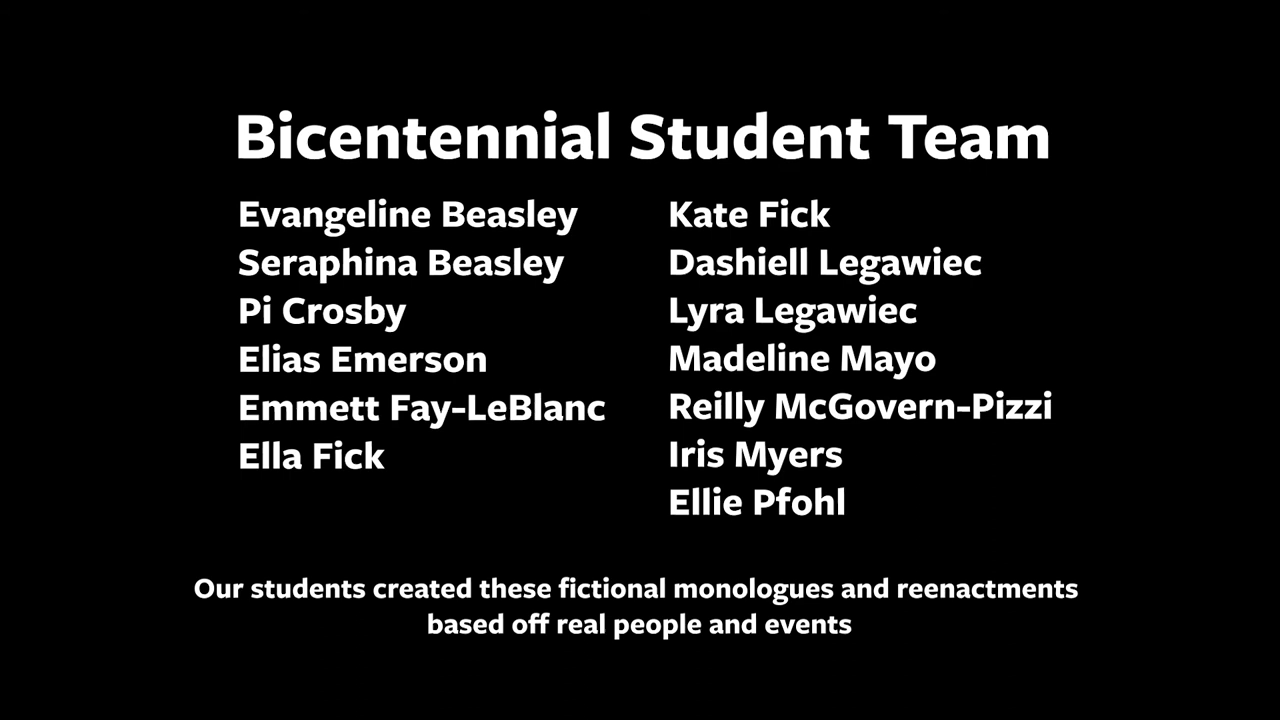 Bicentennial Student Team
Evangeline Beasley
Seraphina Beasley
Pi Crosby
Elias Emerson
Emmett Fay-LeBlanc
Ella Fick
Kate Fick
Dashiell Legawiec
Lyra Legawiec
Madeline Mayo
Reilly McGovern-Pizzi
Iris Myers
Ellie Pfohl
Our students created these fictional monologues and reenactments
based off real people and events